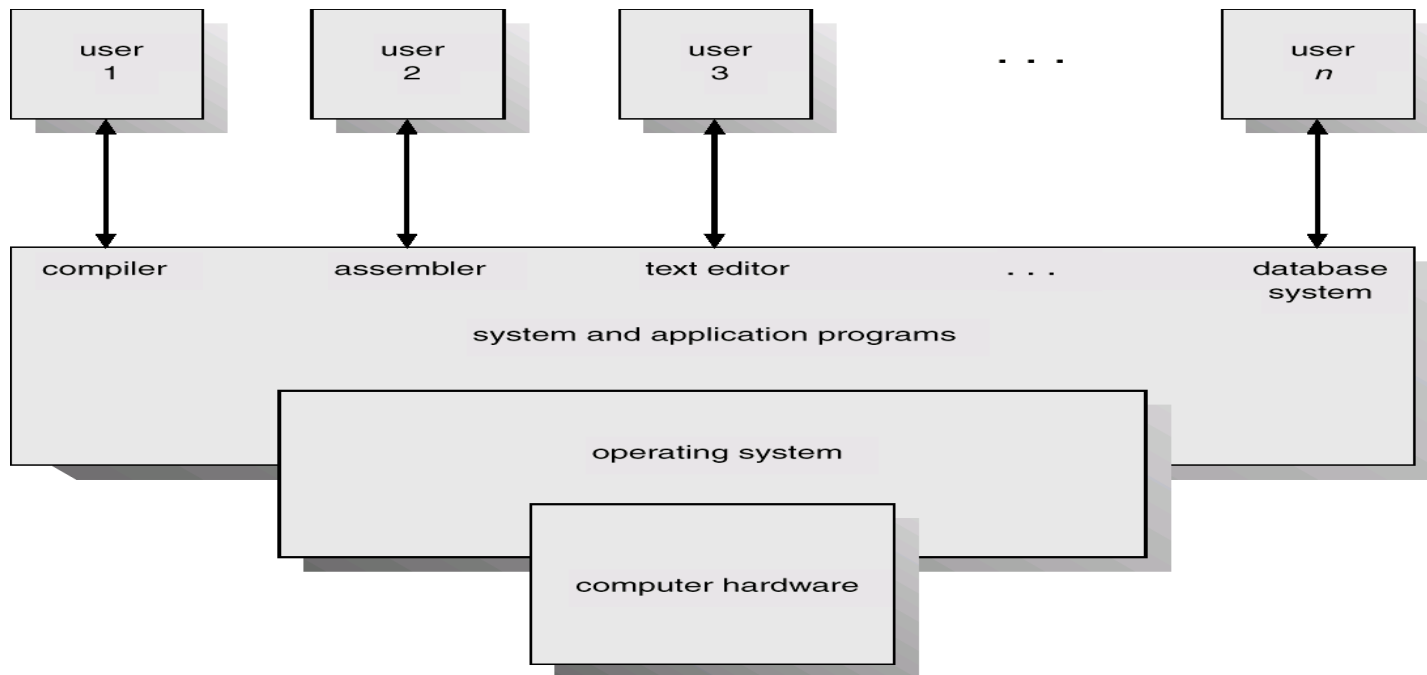 user
1
user
2
user
3
. . .
user
n
compiler
assembler
text editor
. . .
database
system
system and application programs
operating system
computer hardware